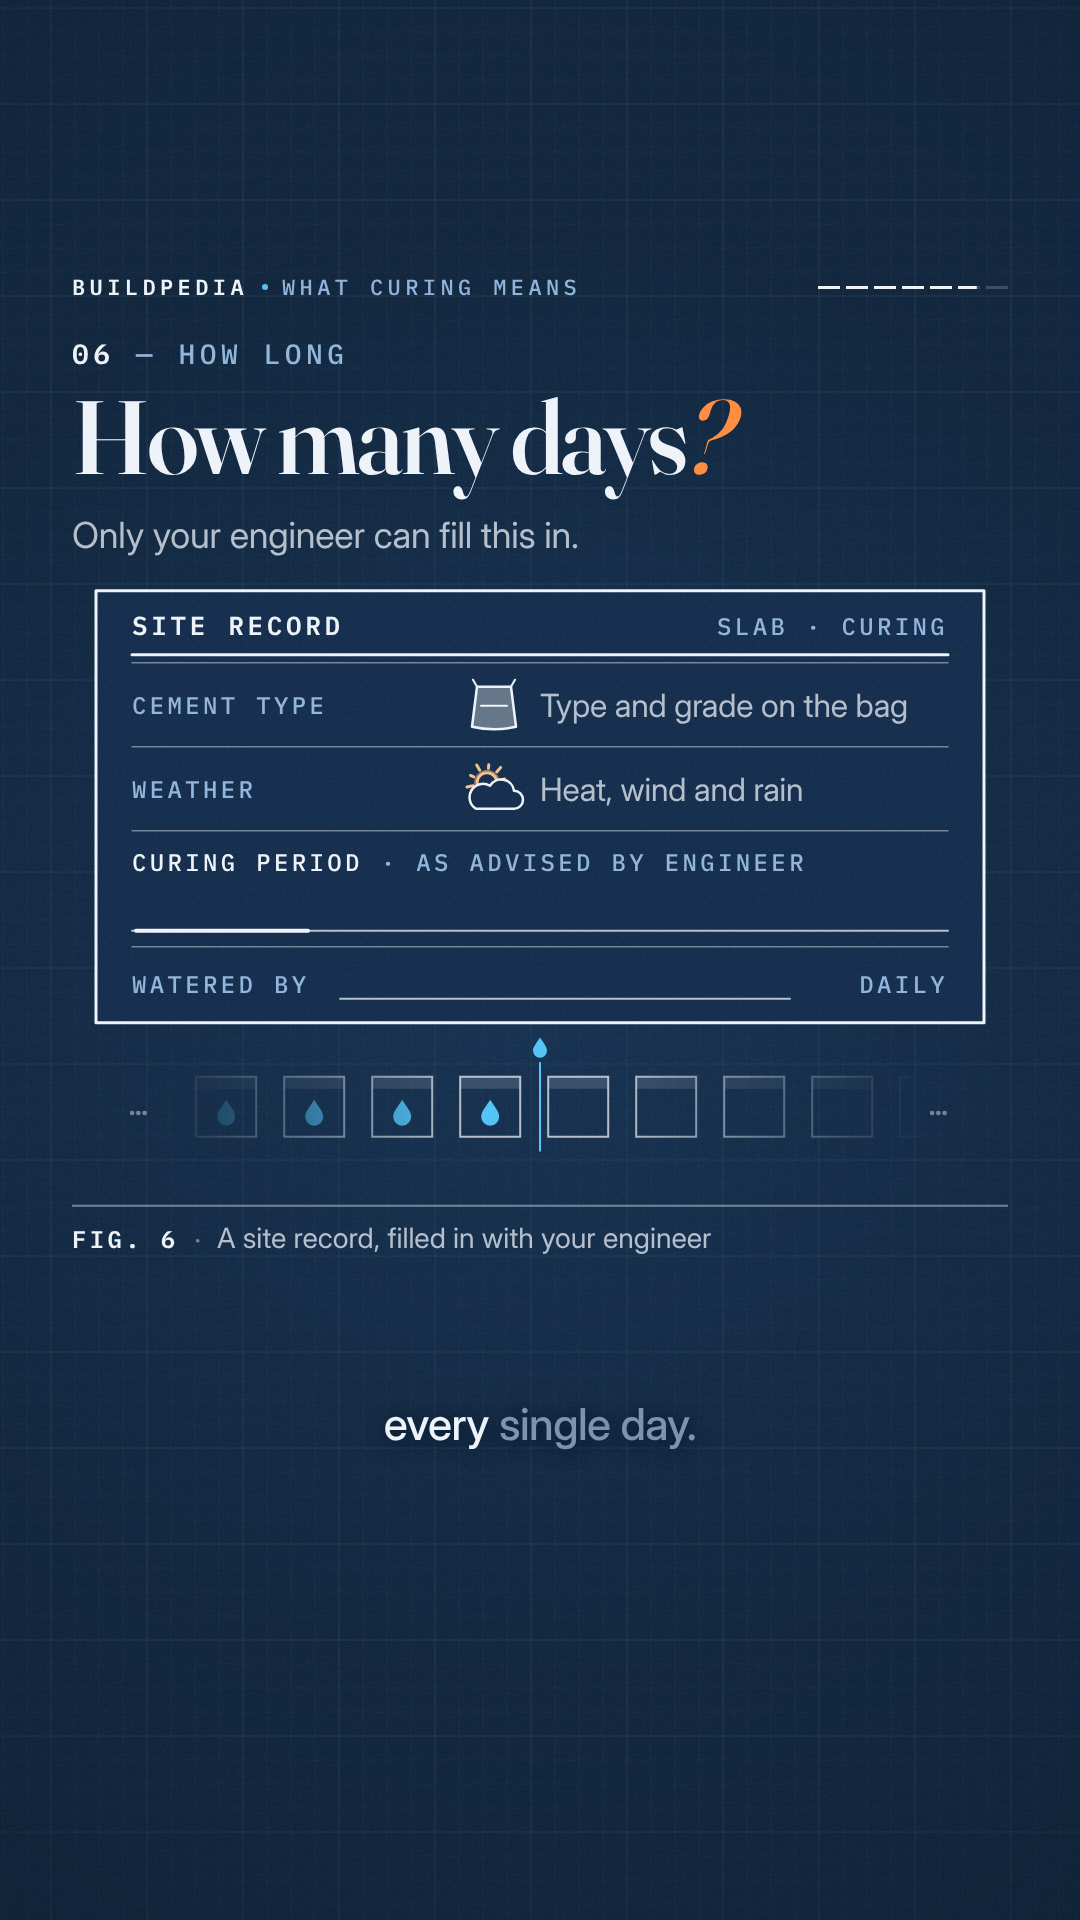 BUILDPEDIA • WHAT CURING MEANS
06 — HOW LONG
How many days?
Only your engineer can fill this in.
SITE RECORD SLAB · CURING
CEMENT TYPE Type and grade on the bag
WEATHER Heat, wind and rain
CURING PERIOD · AS ADVISED BY ENGINEER
WATERED BY DAILY
... ...
FIG. 6 · A site record, filled in with your engineer
every single day.